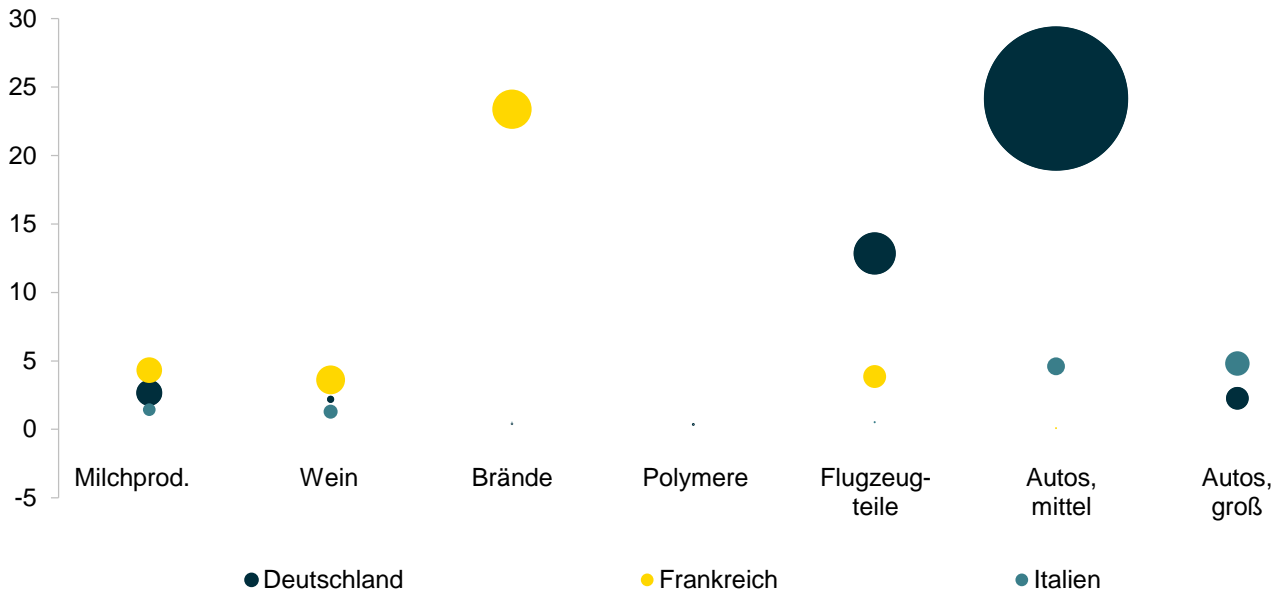 30
25
20
15
10
5
0
-5
Milchprod. Wein Brände Polymere Flugzeug- Autos, Autos,
teile mittel groß
Deutschland Frankreich Italien